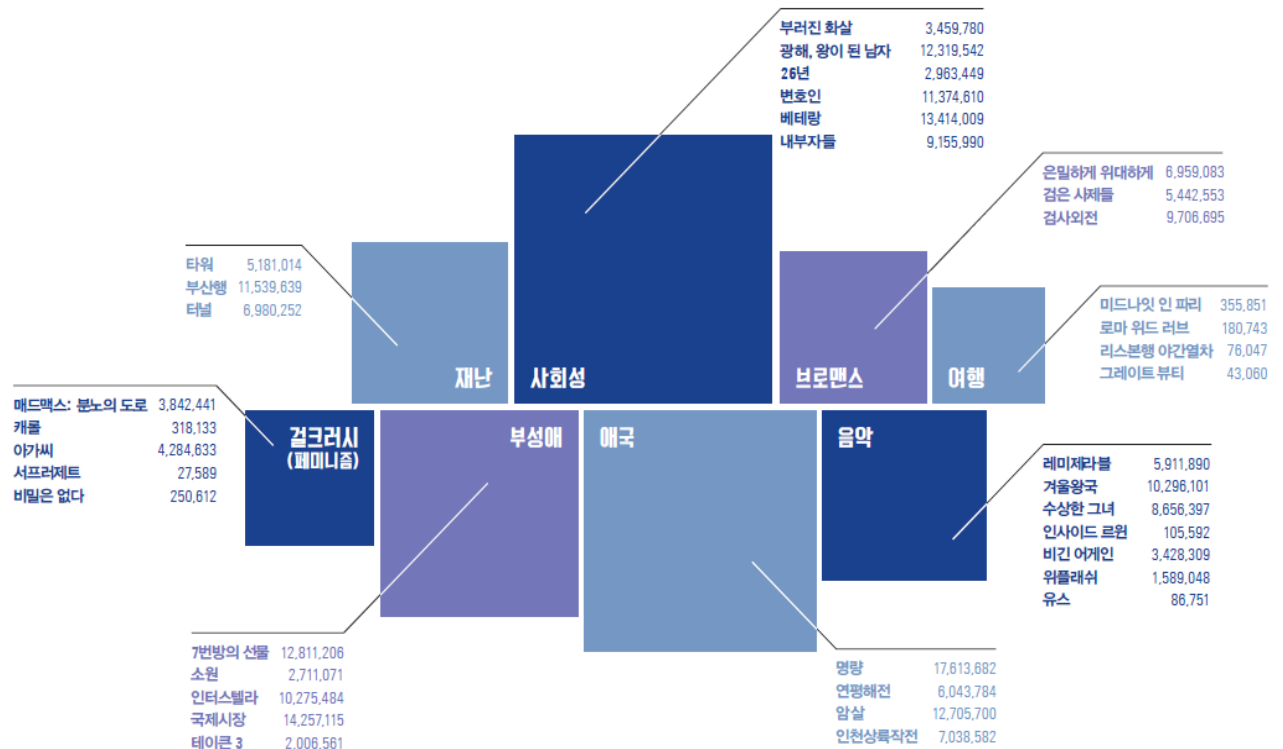 부러진 화살 3,459,780
광해, 왕이 된 남자 12,319,542
26년 2,963,449
변호인 11,374,610
베테랑 13,414,009
내부자들 9,155,990
은밀하게 위대하게 6,959,083
검은 사제들 5,442,553
검사외전 9,706,695
타워 5,181,014
부산행 11,539,639
터널 6,980,252
미드나잇 인 파리 355,851
로마 위드 러브 180,743
리스본행 야간열차 76,047
그레이트 뷰티 43,060
재난
사회성
브로맨스
여행
매드맥스: 분노의 도로 3,842,441
캐롤 318,133
아가씨 4,284,633
서프러제트 27,589
비밀은 없다 250,612
걸크러시
(페미니즘)
부성애
애국
음악
레미제라블 5,911,890
겨울왕국 10,296,101
수상한 그녀 8,656,397
인사이드 르윈 105,592
비긴 어게인 3,428,309
위플래쉬 1,589,048
유스 86,751
7번방의 선물 12,811,206
소원 2,711,071
인터스텔라 10,275,484
국제시장 14,257,115
테이큰 3 2,006,561
명량 17,613,682
연평해전 6,043,784
암살 12,705,700
인천상륙작전 7,038,582